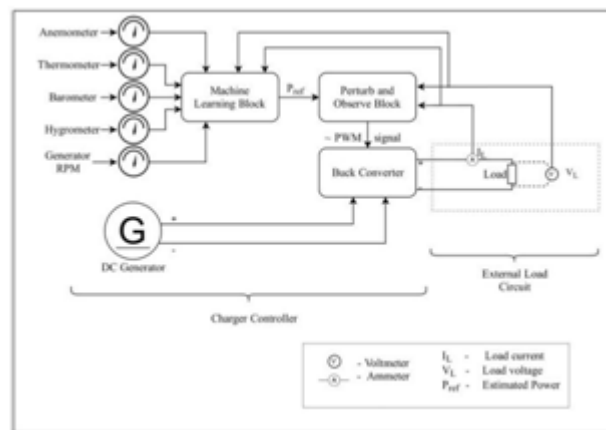 Anemometer
Thermometer
Barometer
Hygrometer
Generator
RPM
Machine
Learning Block
Pref
Perturb and
Observe Block
~ PWM signal
Buck Converter
+
-
IL
Load
V
VL
G
+
-
DC Generator
External Load
Circuit
Charger Controller
V - Voltmeter
A - Ammeter
IL - Load current
VL - Load voltage
Pref - Estimated Power